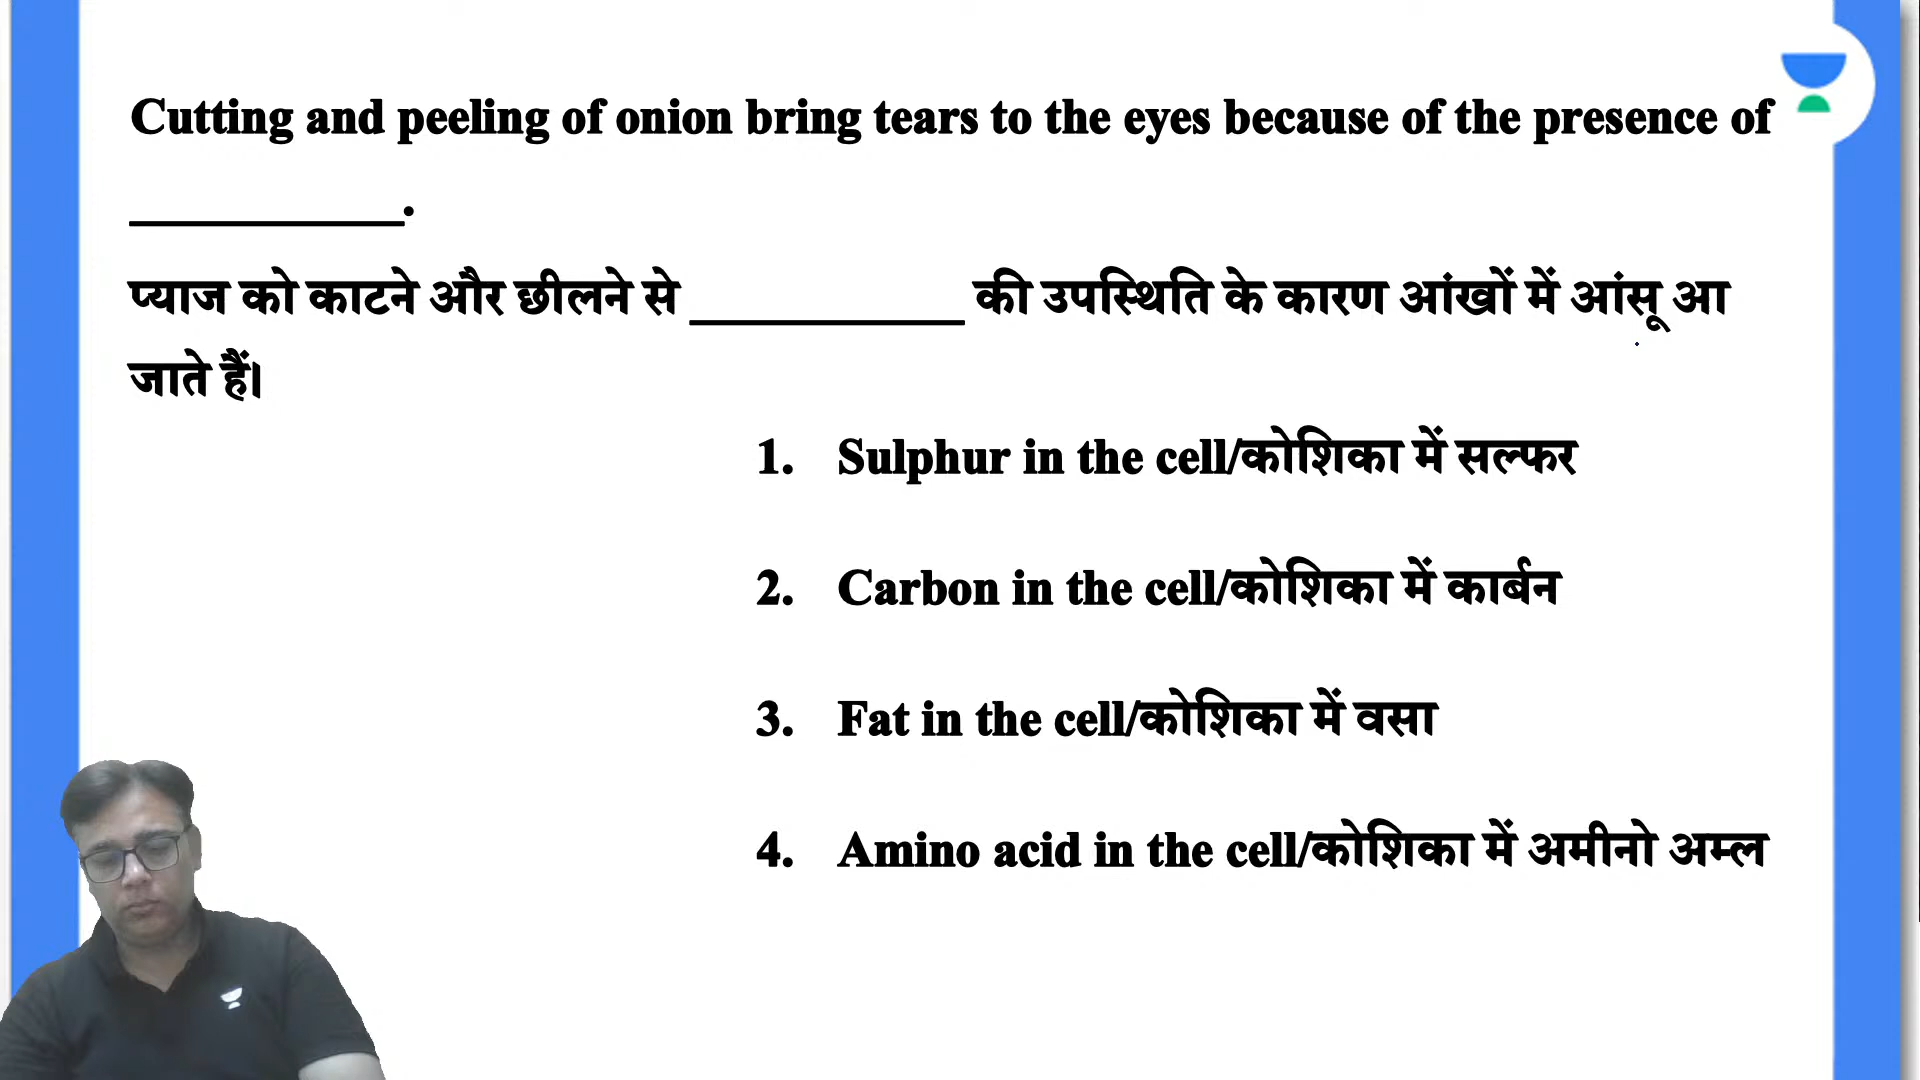 Cutting and peeling of onion bring tears to the eyes because of the presence of
___________.
प्याज को काटने और छीलने से ___________ की उपस्थिति के कारण आंखों में आंसू आ
जाते हैं।
1. Sulphur in the cell/कोशिका में सल्फर
2. Carbon in the cell/कोशिका में कार्बन
3. Fat in the cell/कोशिका में वसा
4. Amino acid in the cell/कोशिका में अमीनो अम्ल